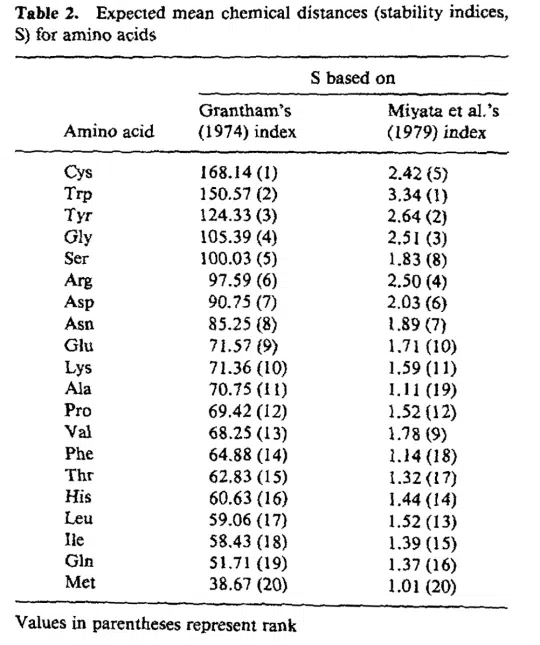 Table 2. Expected mean chemical distances (stability indices,
S) for amino acids
S based on
Grantham's Miyata et al.'s
Amino acid (1974) index (1979) index
Cys 168.14 (1) 2.42 (5)
Trp 150.57 (2) 3.34 (1)
Tyr 124.33 (3) 2.64 (2)
Gly 105.39 (4) 2.51 (3)
Ser 100.03 (5) 1.83 (8)
Arg 97.59 (6) 2.50 (4)
Asp 90.75 (7) 2.03 (6)
Asn 85.25 (8) 1.89 (7)
Glu 71.57 (9) 1.71 (10)
Lys 71.36 (10) 1.59 (11)
Ala 70.75 (11) 1.11 (19)
Pro 69.42 (12) 1.52 (12)
Val 68.25 (13) 1.78 (9)
Phe 64.88 (14) 1.14 (18)
Thr 62.83 (15) 1.32 (17)
His 60.63 (16) 1.44 (14)
Leu 59.06 (17) 1.52 (13)
Ile 58.43 (18) 1.39 (15)
Gln 51.71 (19) 1.37 (16)
Met 38.67 (20) 1.01 (20)
Values in parentheses represent rank